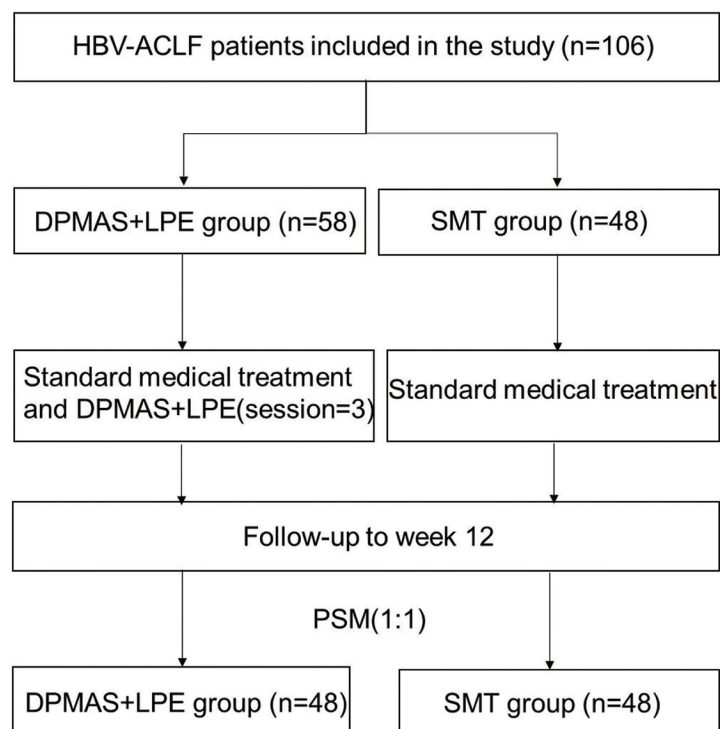 HBV-ACLF patients included in the study (n=106)
DPMAS+LPE group (n=58)
SMT group (n=48)
Standard medical treatment
and DPMAS+LPE(session=3)
Standard medical treatment
Follow-up to week 12
PSM(1:1)
DPMAS+LPE group (n=48)
SMT group (n=48)